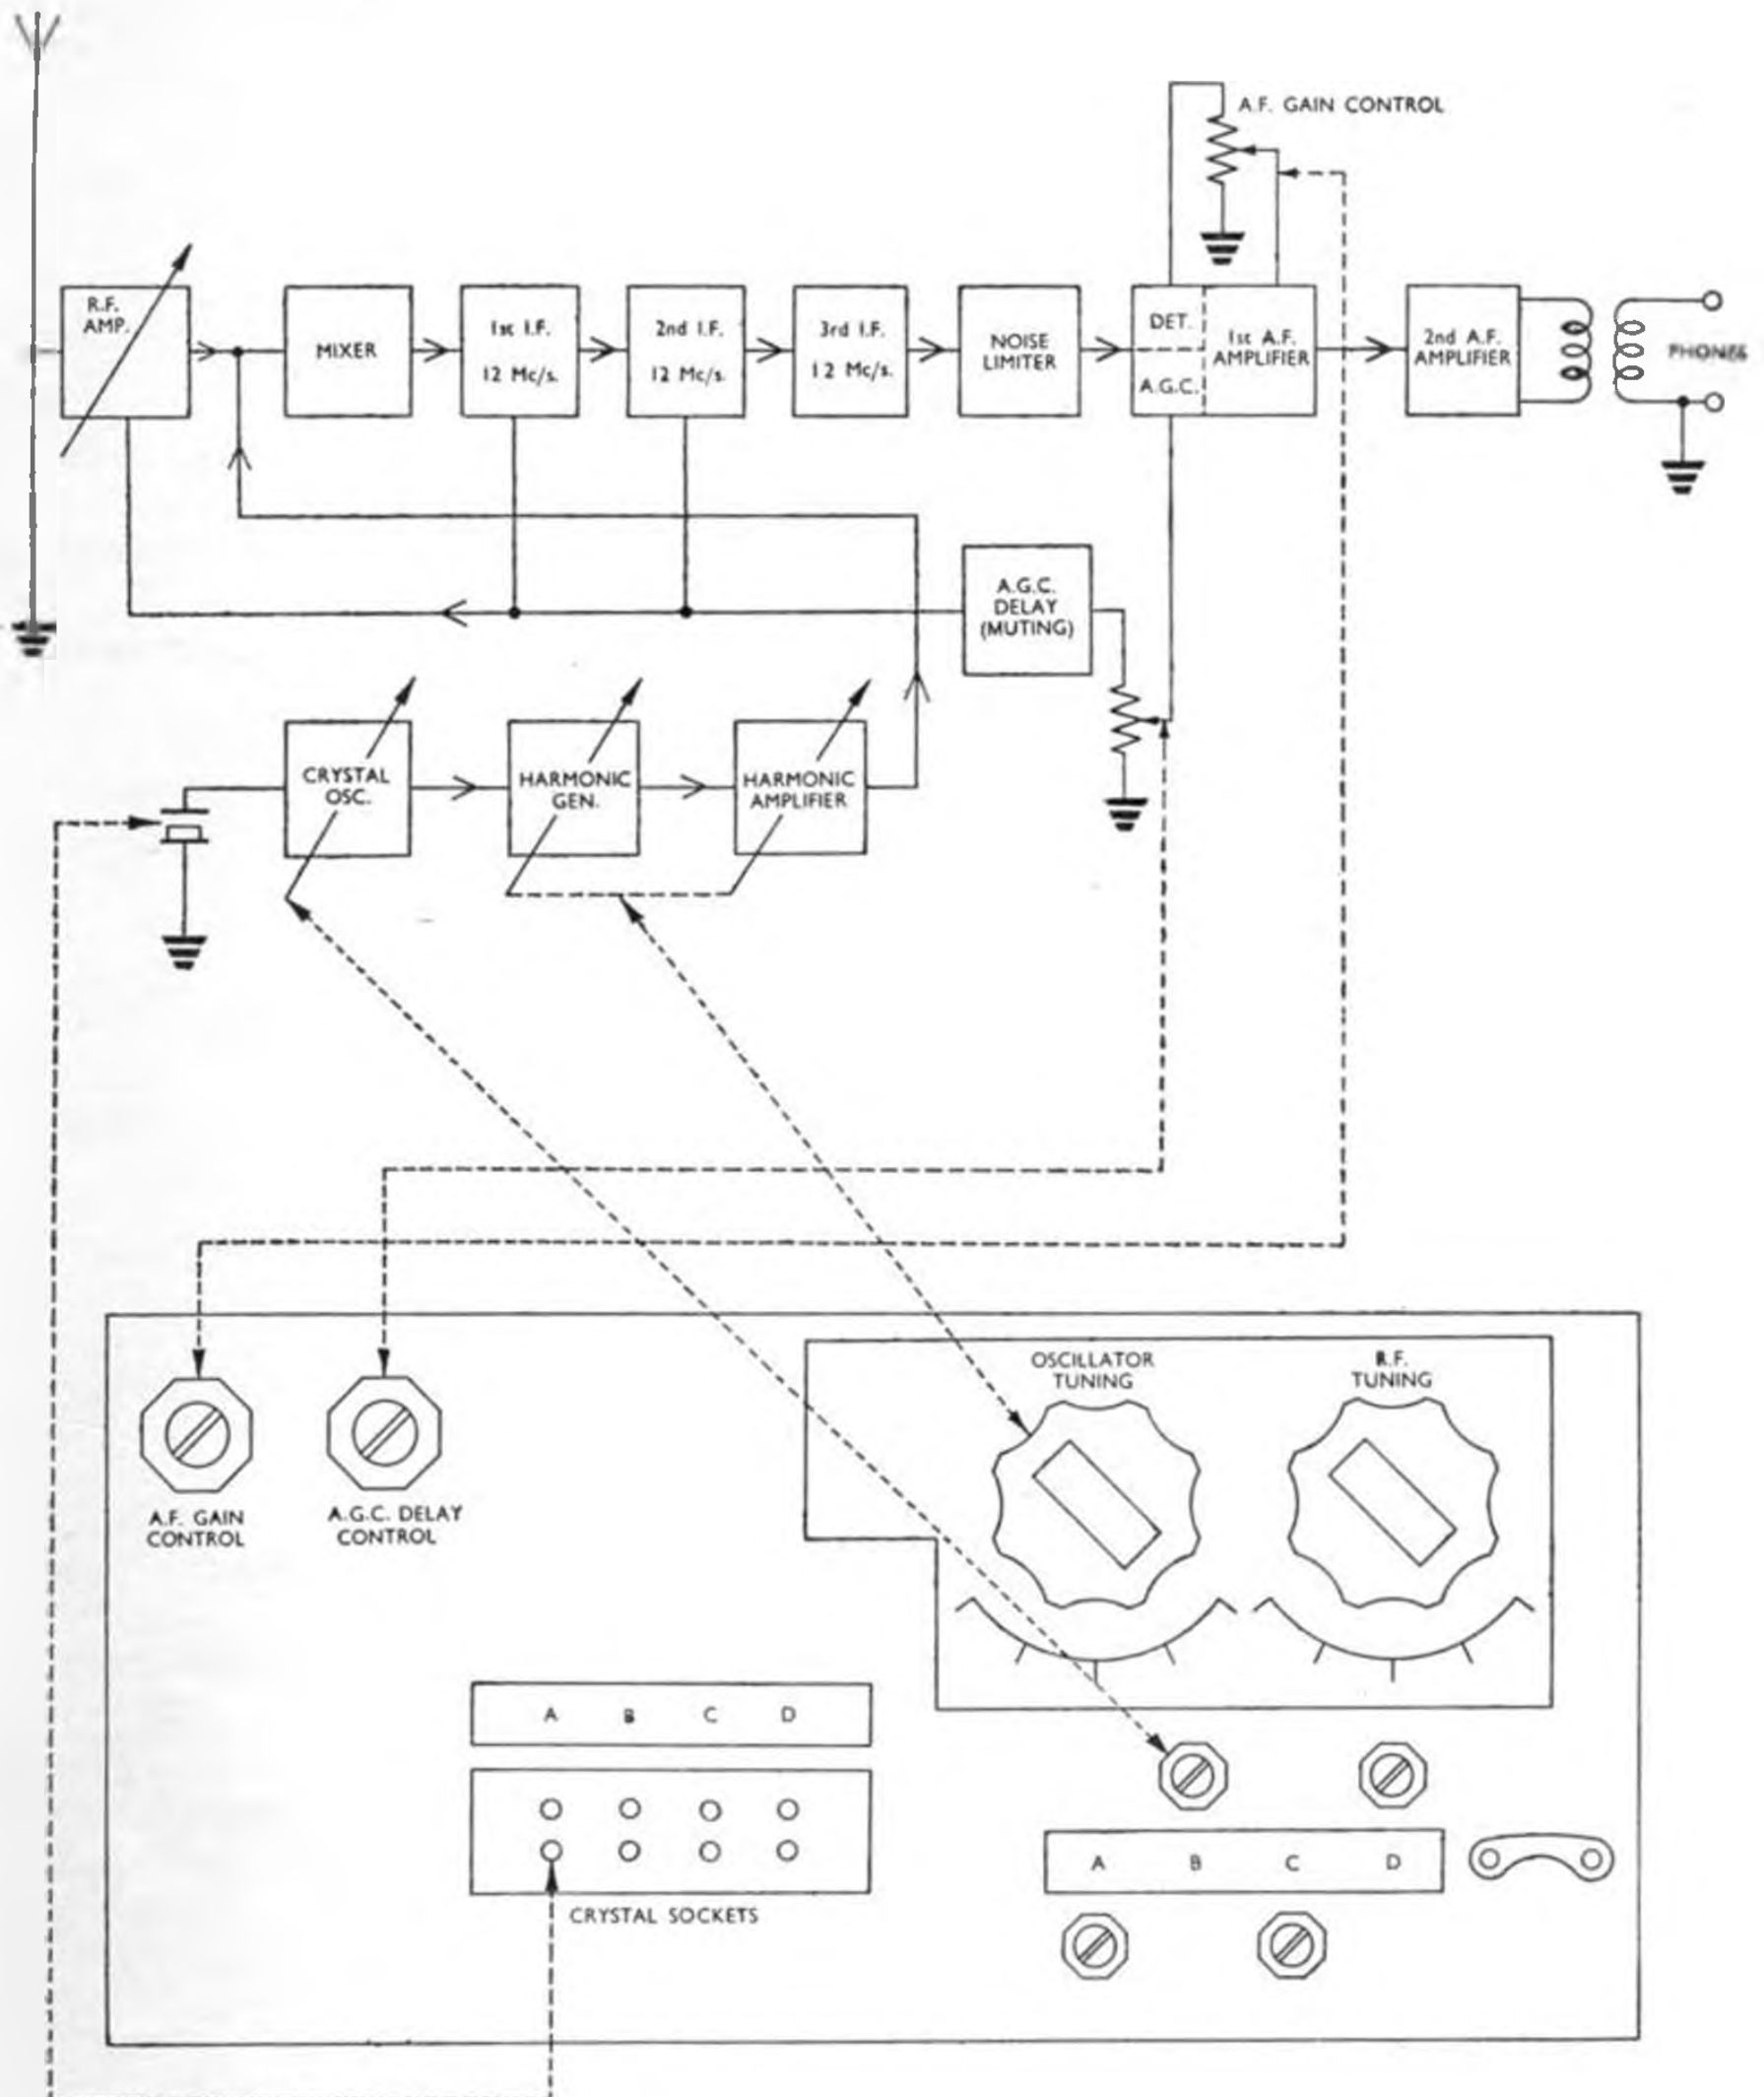 A.F. GAIN CONTROL
R.F.
AMP.
MIXER
1st I.F.
12 Mc/s.
2nd I.F.
12 Mc/s.
3rd I.F.
12 Mc/s.
NOISE
LIMITER
DET.
A.G.C.
1st A.F.
AMPLIFIER
2nd A.F.
AMPLIFIER
PHONES
A.G.C.
DELAY
(MUTING)
CRYSTAL
OSC.
HARMONIC
GEN.
HARMONIC
AMPLIFIER
OSCILLATOR
TUNING
R.F.
TUNING
A.F. GAIN
CONTROL
A.G.C. DELAY
CONTROL
A B C D
CRYSTAL SOCKETS
A B C D